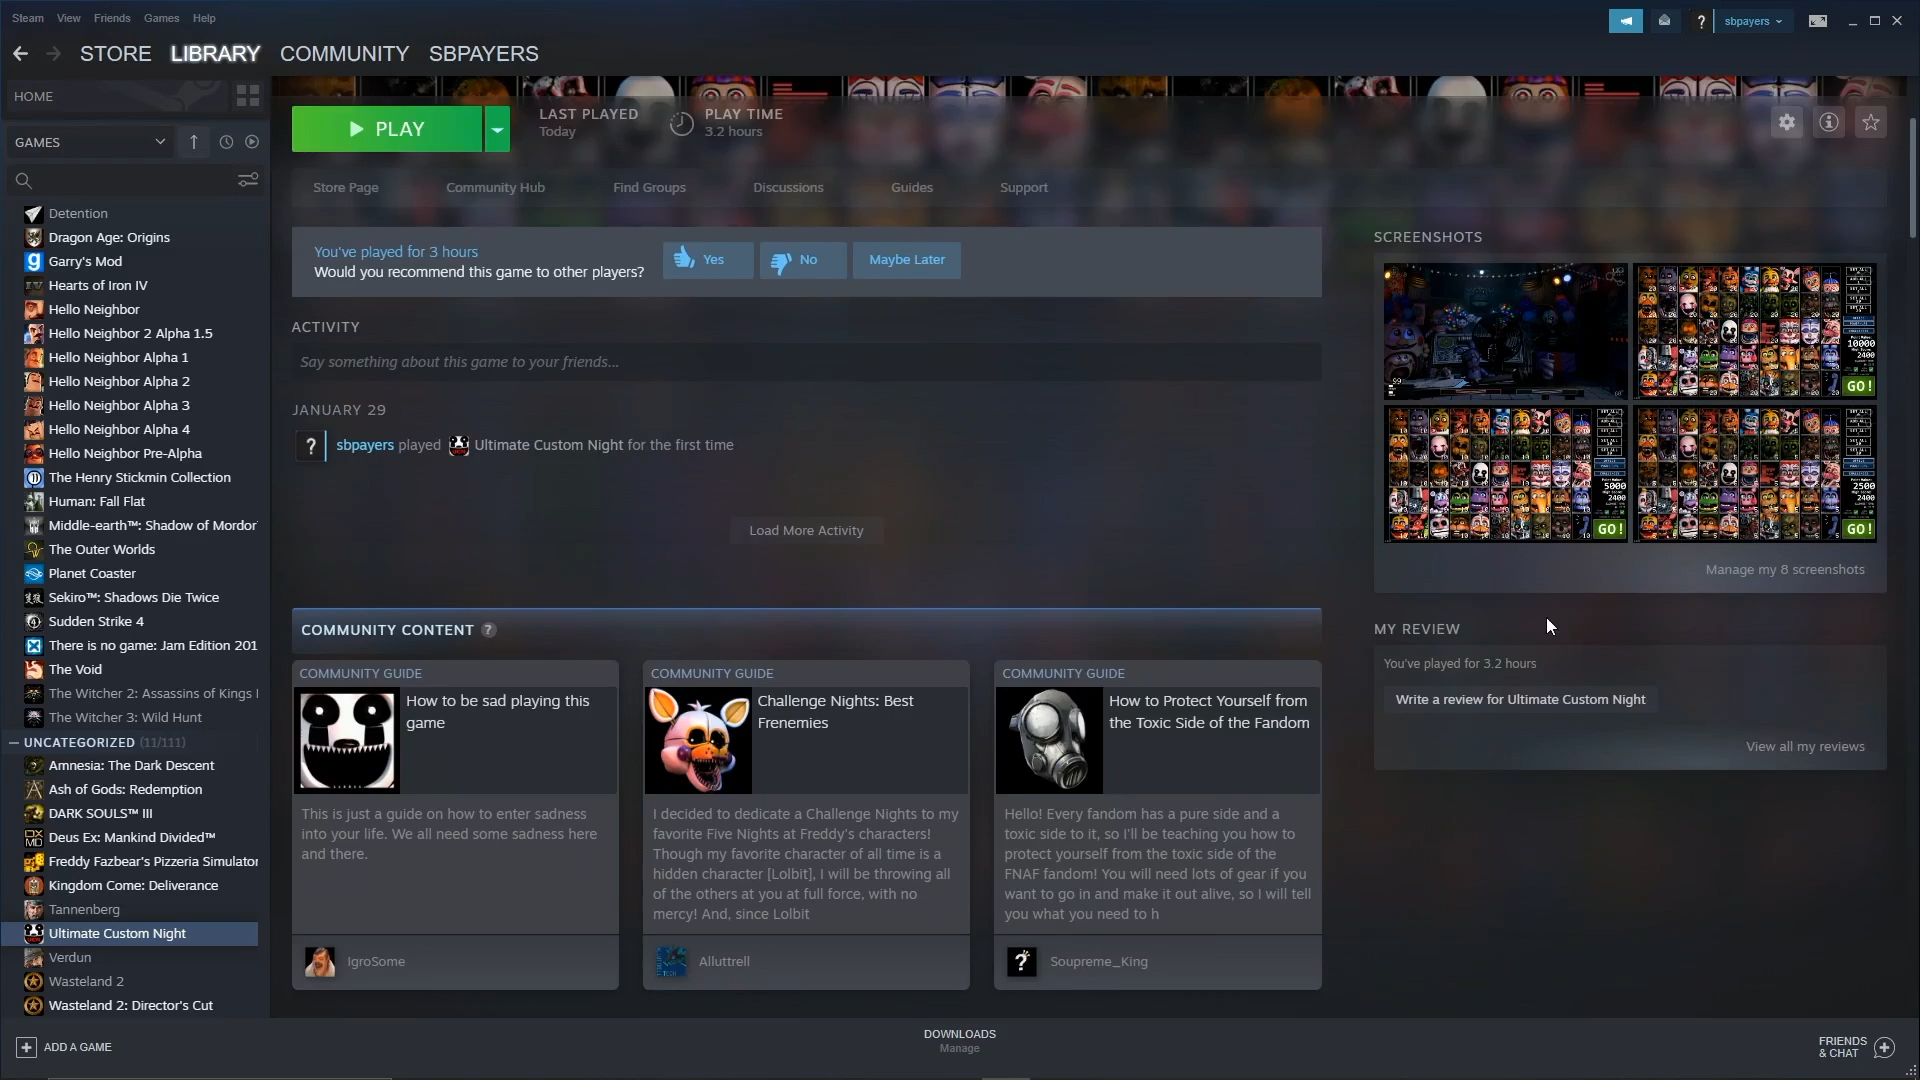 Steam View Friends Games Help
sbpayers
STORE LIBRARY COMMUNITY SBPAYERS
HOME
GAMES
Detention
Dragon Age: Origins
Garry's Mod
Hearts of Iron IV
Hello Neighbor
Hello Neighbor 2 Alpha 1.5
Hello Neighbor Alpha 1
Hello Neighbor Alpha 2
Hello Neighbor Alpha 3
Hello Neighbor Alpha 4
Hello Neighbor Pre-Alpha
The Henry Stickmin Collection
Human: Fall Flat
Middle-earth™: Shadow of Mordor
The Outer Worlds
Planet Coaster
Sekiro™: Shadows Die Twice
Sudden Strike 4
There is no game: Jam Edition 201
The Void
The Witcher 2: Assassins of Kings
The Witcher 3: Wild Hunt
UNCATEGORIZED (11/111)
Amnesia: The Dark Descent
Ash of Gods: Redemption
DARK SOULS™ III
Deus Ex: Mankind Divided™
Freddy Fazbear's Pizzeria Simulator
Kingdom Come: Deliverance
Tannenberg
Ultimate Custom Night
Verdun
Wasteland 2
Wasteland 2: Director's Cut
PLAY
LAST PLAYED
Today
PLAY TIME
3.2 hours
Store Page Community Hub Find Groups Discussions Guides Support
You've played for 3 hours
Would you recommend this game to other players?
Yes No Maybe Later
ACTIVITY
Say something about this game to your friends...
JANUARY 29
sbpayers played Ultimate Custom Night for the first time
Load More Activity
COMMUNITY CONTENT ?
COMMUNITY GUIDE
How to be sad playing this
game
This is just a guide on how to enter sadness
into your life. We all need some sadness here
and there.
IgroSome
COMMUNITY GUIDE
Challenge Nights: Best
Frenemies
I decided to dedicate a Challenge Nights to my
favorite Five Nights at Freddy's characters!
Though my favorite character of all time is a
hidden character [Lolbit], I will be throwing all
of the others at you at full force, with no
mercy! And, since Lolbit
Alluttrell
COMMUNITY GUIDE
How to Protect Yourself from
the Toxic Side of the Fandom
Hello! Every fandom has a pure side and a
toxic side to it, so I'll be teaching you how to
protect yourself from the toxic side of the
FNAF fandom! You will need lots of gear if you
want to go in and make it out alive, so I will tell
you what you need to h
Soupreme_King
SCREENSHOTS
10000
2400
GO!
5000
2400
GO!
2500
2400
GO!
Manage my 8 screenshots
MY REVIEW
You've played for 3.2 hours
Write a review for Ultimate Custom Night
View all my reviews
ADD A GAME
DOWNLOADS
Manage
FRIENDS
& CHAT